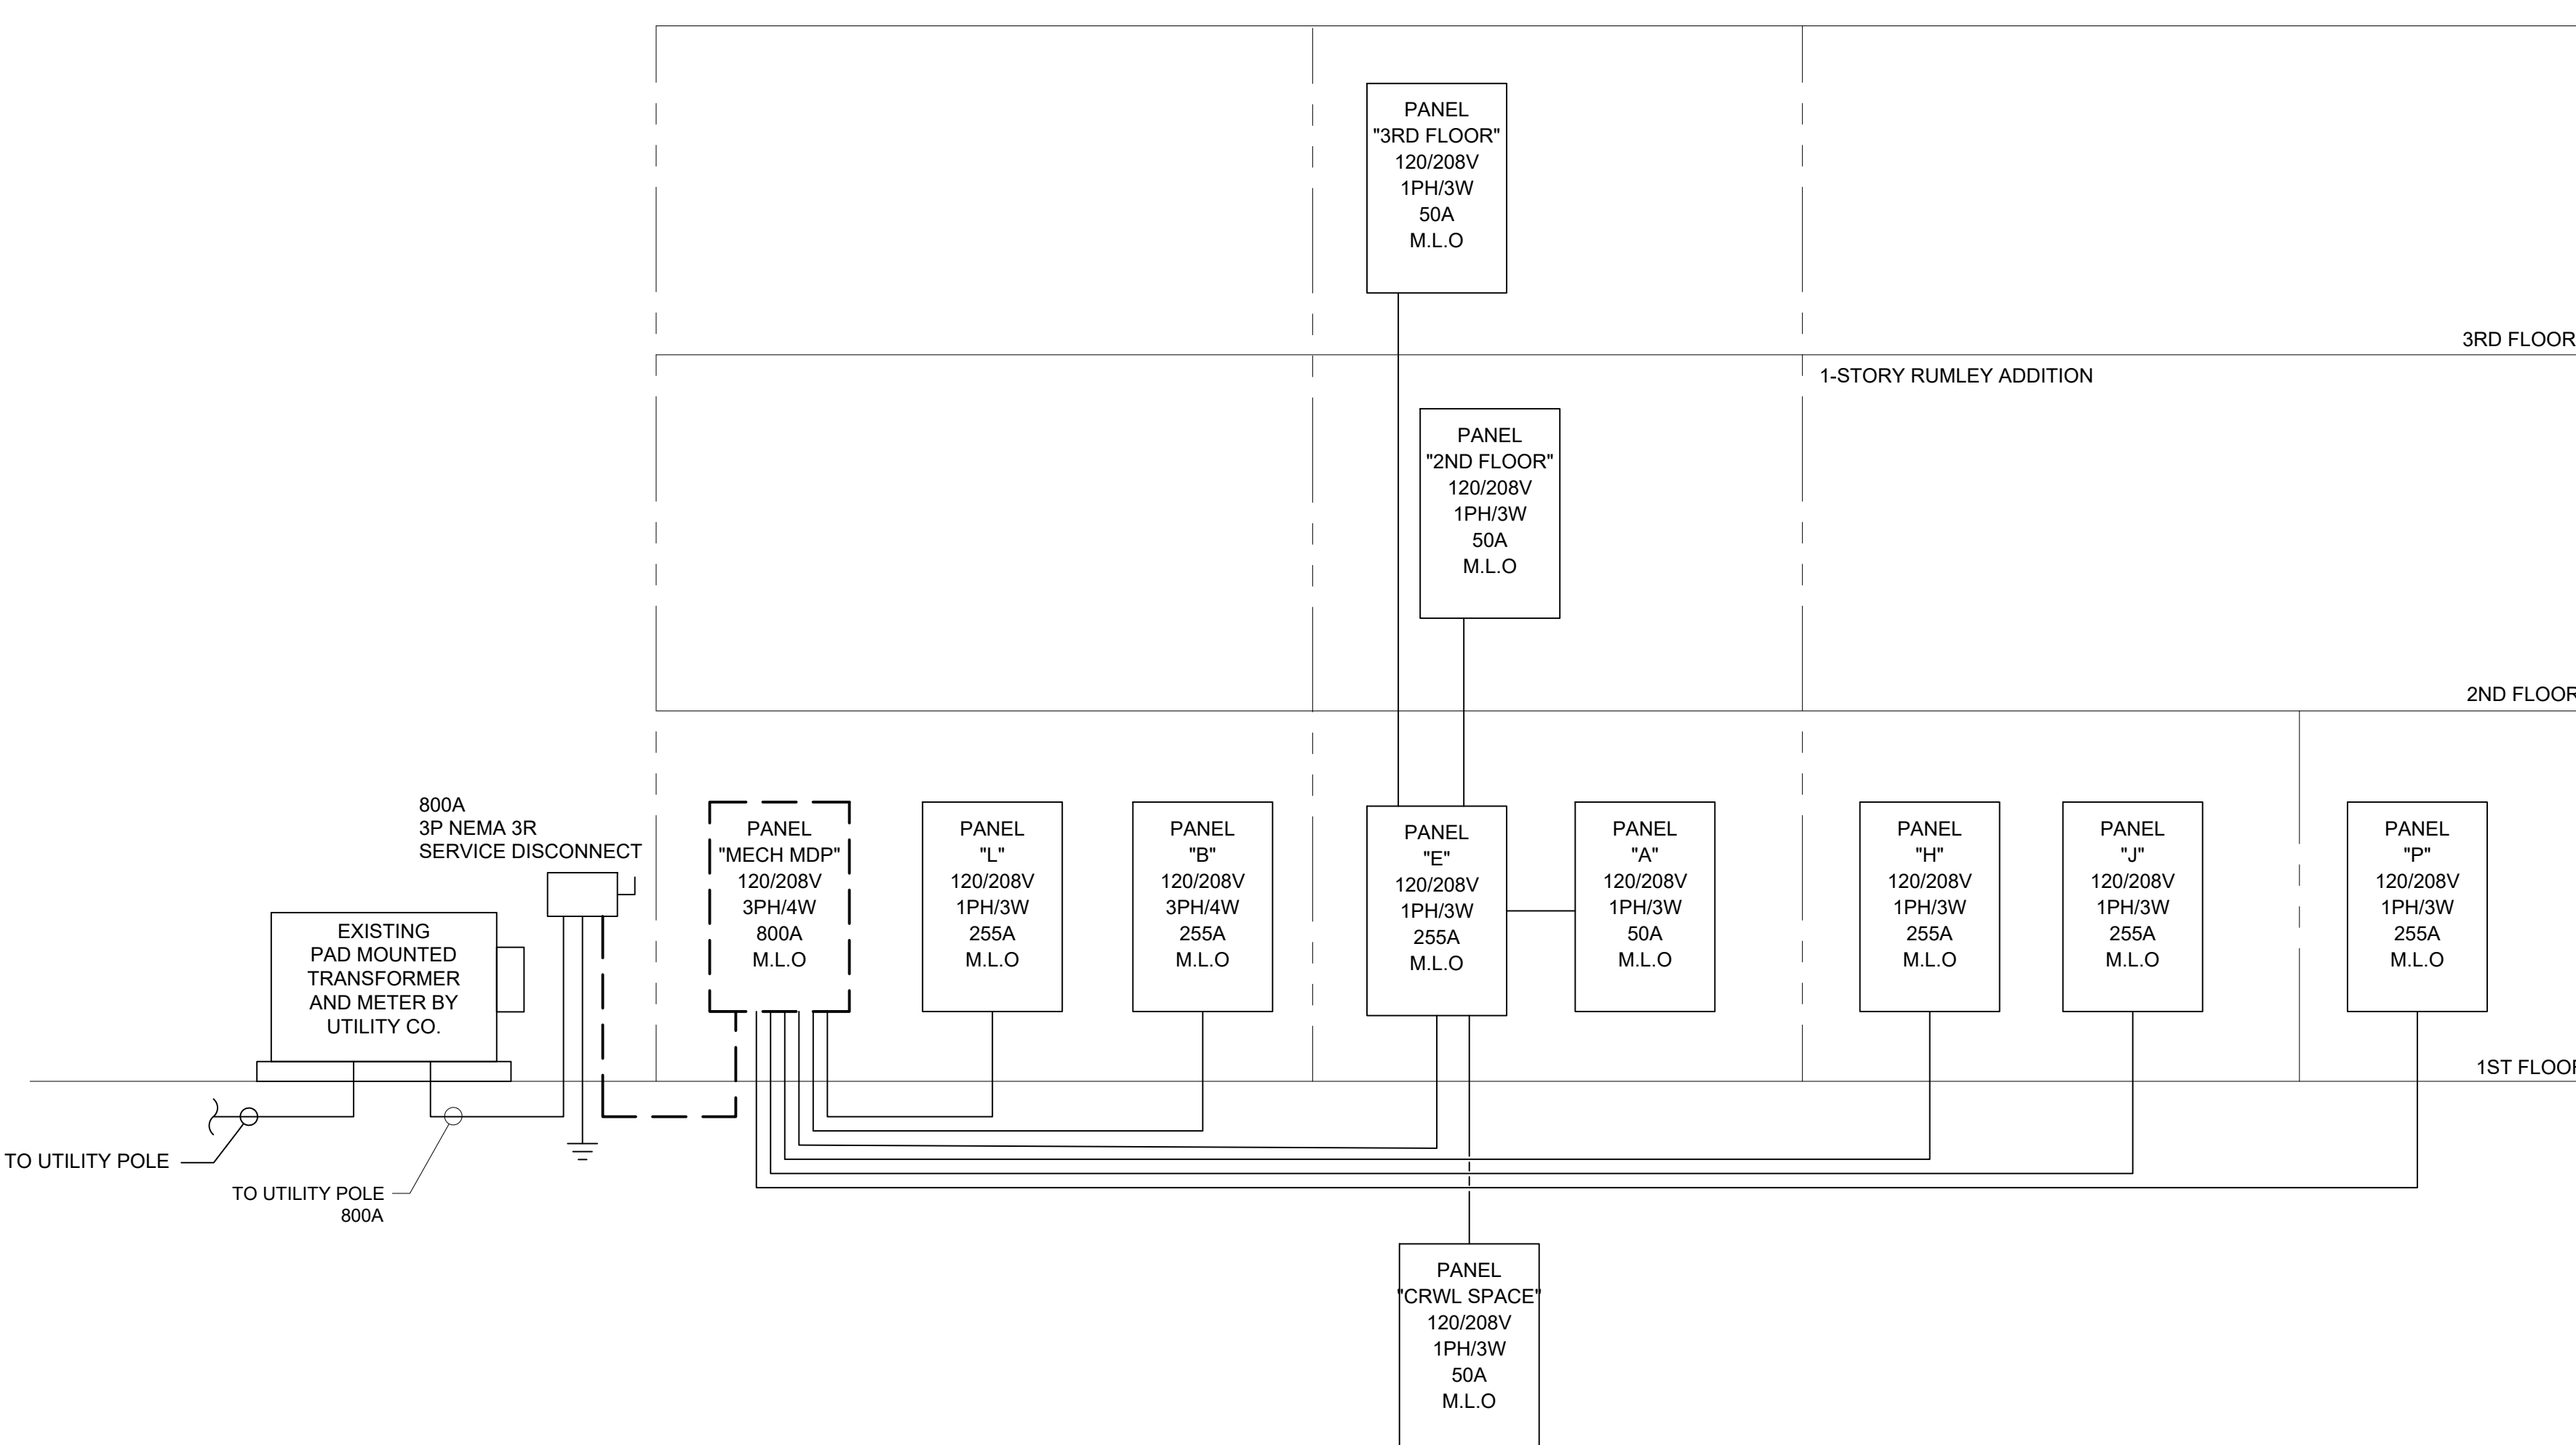 PANEL
"3RD FLOOR"
120/208V
1PH/3W
50A
M.L.O
3RD FLOOR
1-STORY RUMLEY ADDITION
PANEL
"2ND FLOOR"
120/208V
1PH/3W
50A
M.L.O
2ND FLOOR
800A
3P NEMA 3R
SERVICE DISCONNECT
EXISTING
PAD MOUNTED
TRANSFORMER
AND METER BY
UTILITY CO.
PANEL
"MECH MDP"
120/208V
3PH/4W
800A
M.L.O
PANEL
"L"
120/208V
1PH/3W
255A
M.L.O
PANEL
"B"
120/208V
3PH/4W
255A
M.L.O
PANEL
"E"
120/208V
1PH/3W
255A
M.L.O
PANEL
"A"
120/208V
1PH/3W
50A
M.L.O
PANEL
"H"
120/208V
1PH/3W
255A
M.L.O
PANEL
"J"
120/208V
1PH/3W
255A
M.L.O
PANEL
"P"
120/208V
1PH/3W
255A
M.L.O
1ST FLOOR
TO UTILITY POLE
TO UTILITY POLE
800A
PANEL
"CRWL SPACE"
120/208V
1PH/3W
50A
M.L.O